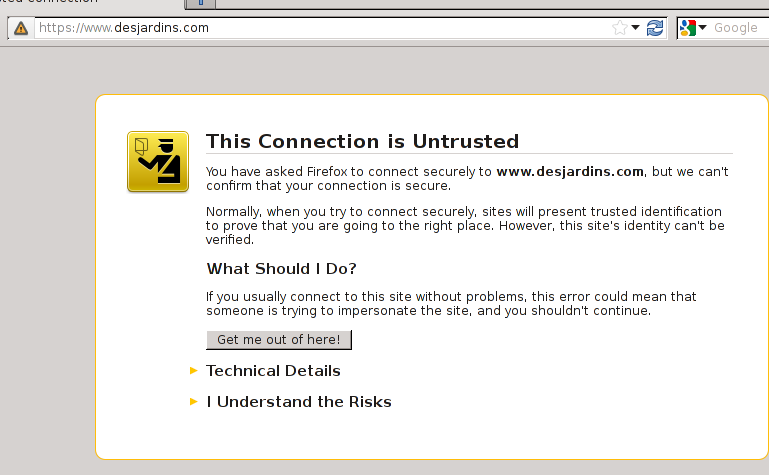 https://www.desjardins.com
Google
This Connection is Untrusted
You have asked Firefox to connect securely to www.desjardins.com, but we can't
confirm that your connection is secure.
Normally, when you try to connect securely, sites will present trusted identification
to prove that you are going to the right place. However, this site's identity can't be
verified.
What Should I Do?
If you usually connect to this site without problems, this error could mean that
someone is trying to impersonate the site, and you shouldn't continue.
Get me out of here!
Technical Details
I Understand the Risks